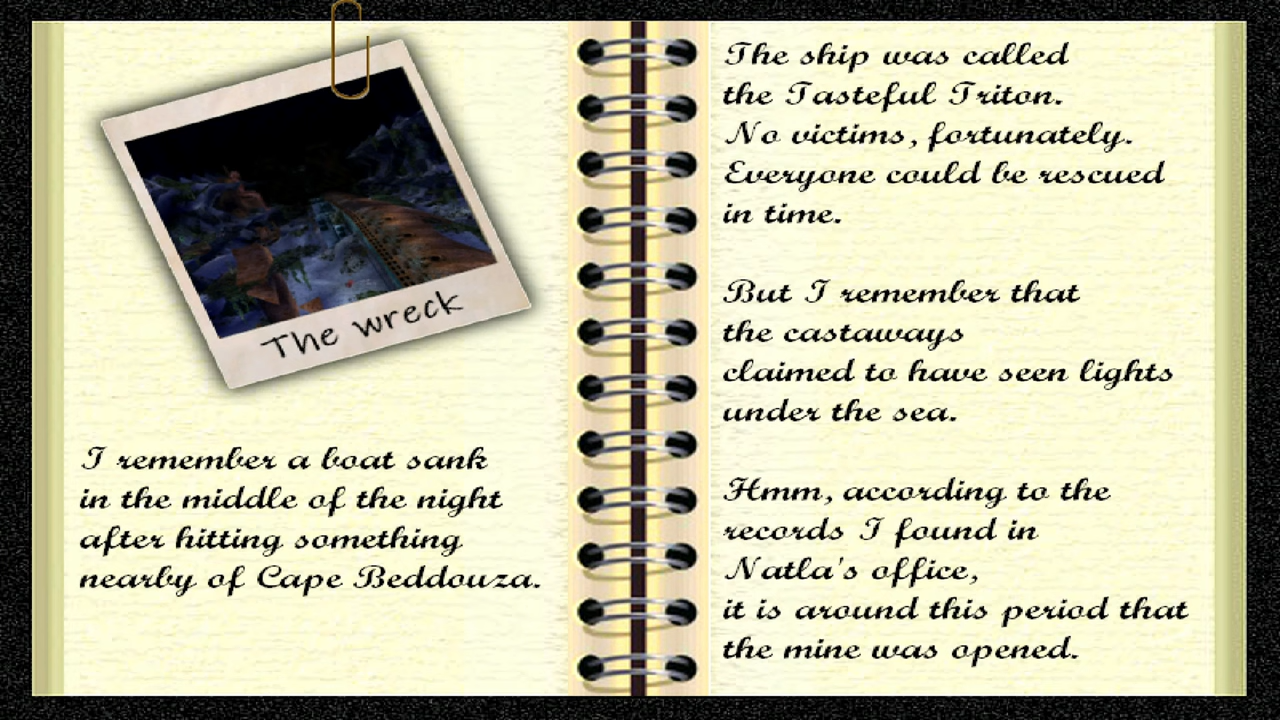 The wreck
I remember a boat sank
in the middle of the night
after hitting something
nearby of Cape Beddouza.
The ship was called
the Tasteful Triton.
No victims, fortunately.
Everyone could be rescued
in time.
But I remember that
the castaways
claimed to have seen lights
under the sea.
Hmm, according to the
records I found in
Natla's office,
it is around this period that
the mine was opened.